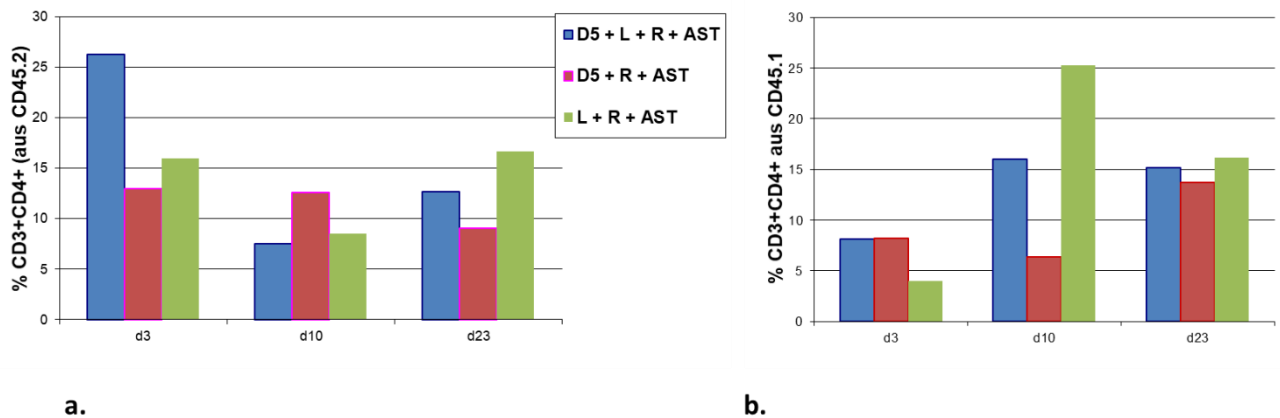 % CD3+CD4+ (aus CD45.2)
30
25
20
15
10
5
0
d3 d10 d23
D5 + L + R + AST
D5 + R + AST
L + R + AST
a.
% CD3+CD4+ aus CD45.1
30
25
20
15
10
5
0
d3 d10 d23
b.